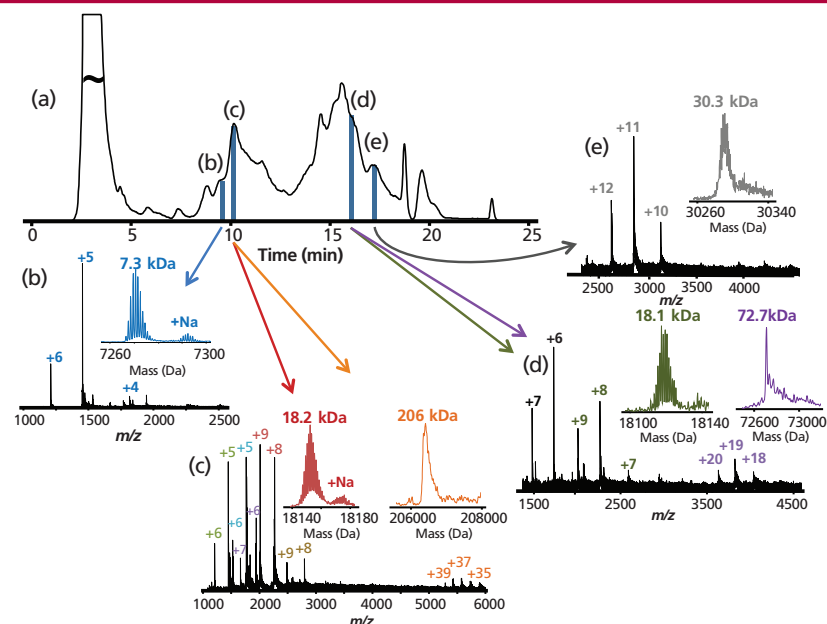 (a)
(b)
(c)
(d)
(e)
0 5 10 15 20 25
Time (min)
(e)
+12
+11
+10
30.3 kDa
30260 30340
Mass (Da)
2500 3000 3500 4000
m/z
(b)
+6
+5
+4
7.3 kDa
+Na
7260 7300
Mass (Da)
1000 1500 2000 2500
m/z
(d)
+7
+6
+9
+8
+7
+20
+19
+18
18.1 kDa
18100 18140
Mass (Da)
72.7kDa
72600 73000
Mass (Da)
1500 2500 3500 4500
m/z
(c)
+6
+5
+6
+7
+5
+6
+9
+8
+9
+8
+39
+37
+35
18.2 kDa
+Na
18140 18180
Mass (Da)
206 kDa
206000 208000
Mass (Da)
1000 2000 3000 4000 5000 6000
m/z